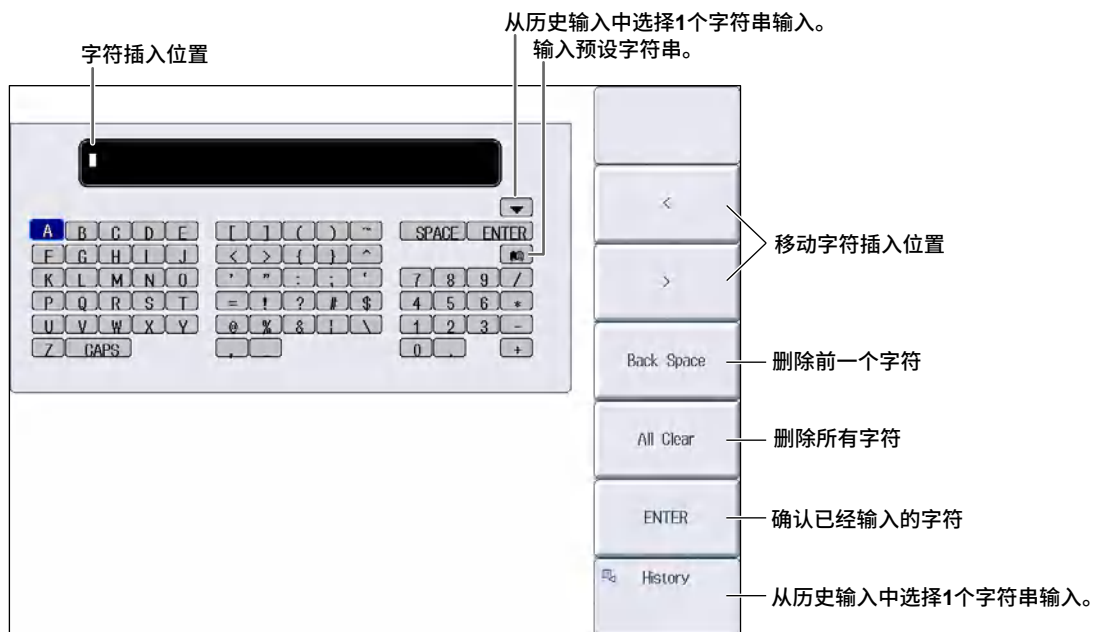 从历史输入中选择1个字符串输入。
输入预设字符串。
字符插入位置
A B C D E [ ] ( ) ~ SPACE ENTER
F G H I J < > { } ^
K L M N O ' " : ; ` 7 8 9 /
P Q R S T = ! ? # $ 4 5 6 *
U V W X Y @ % & ¦ \ 1 2 3 -
Z CAPS , _ 0 . +
<
>
移动字符插入位置
Back Space
删除前一个字符
All Clear
删除所有字符
ENTER
确认已经输入的字符
History
从历史输入中选择1个字符串输入。